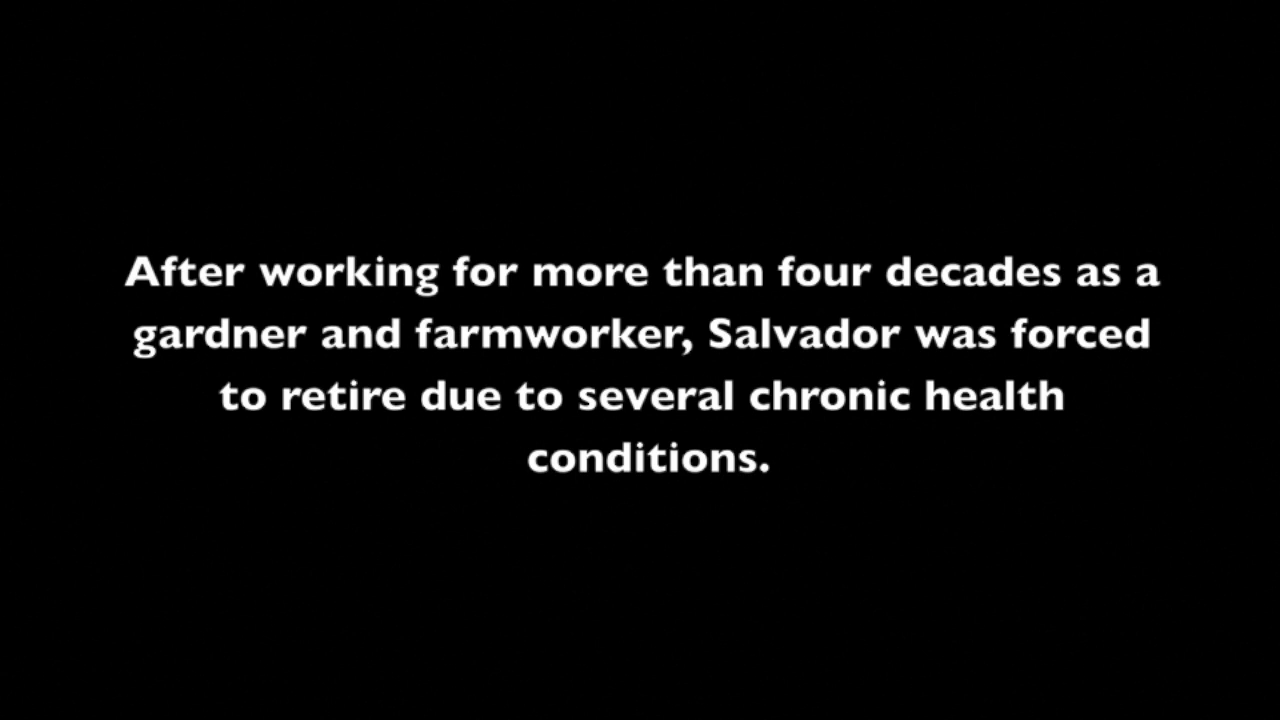 After working for more than four decades as a
gardner and farmworker, Salvador was forced
to retire due to several chronic health
conditions.